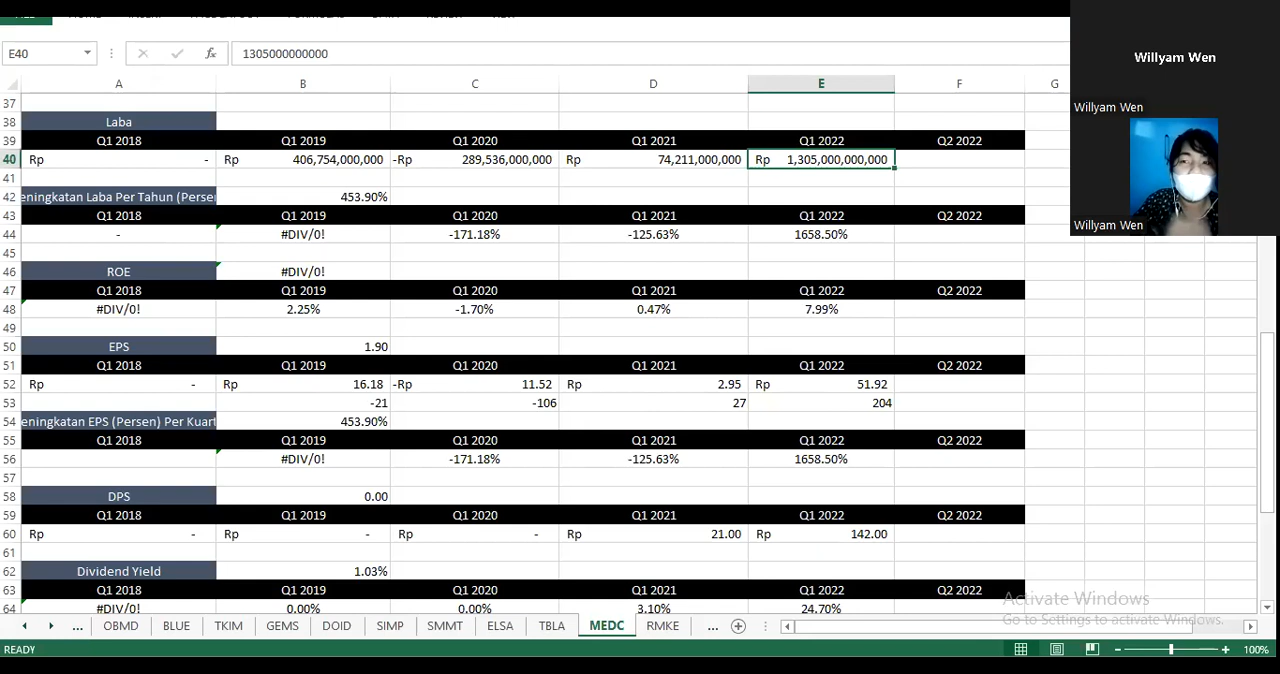 E40 fx 1305000000000
Willyam Wen
Willyam Wen
Willyam Wen
A B C D E F G
37
38 Laba
39 Q1 2018 Q1 2019 Q1 2020 Q1 2021 Q1 2022 Q2 2022
40 Rp - Rp 406,754,000,000 -Rp 289,536,000,000 Rp 74,211,000,000 Rp 1,305,000,000,000
41
42 eningkatan Laba Per Tahun (Perse 453.90%
43 Q1 2018 Q1 2019 Q1 2020 Q1 2021 Q1 2022 Q2 2022
44 - #DIV/0! -171.18% -125.63% 1658.50%
45
46 ROE #DIV/0!
47 Q1 2018 Q1 2019 Q1 2020 Q1 2021 Q1 2022 Q2 2022
48 #DIV/0! 2.25% -1.70% 0.47% 7.99%
49
50 EPS 1.90
51 Q1 2018 Q1 2019 Q1 2020 Q1 2021 Q1 2022 Q2 2022
52 Rp - Rp 16.18 -Rp 11.52 Rp 2.95 Rp 51.92
53 -21 -106 27 204
54 eningkatan EPS (Persen) Per Kuart 453.90%
55 Q1 2018 Q1 2019 Q1 2020 Q1 2021 Q1 2022 Q2 2022
56 #DIV/0! -171.18% -125.63% 1658.50%
57
58 DPS 0.00
59 Q1 2018 Q1 2019 Q1 2020 Q1 2021 Q1 2022 Q2 2022
60 Rp - Rp - Rp - Rp 21.00 Rp 142.00
61
62 Dividend Yield 1.03%
63 Q1 2018 Q1 2019 Q1 2020 Q1 2021 Q1 2022 Q2 2022
64 #DIV/0! 0.00% 0.00% 3.10% 24.70%
Activate Windows
Go to Settings to activate Windows.
... OBMD BLUE TKIM GEMS DOID SIMP SMMT ELSA TBLA MEDC RMKE ...
READY 100%